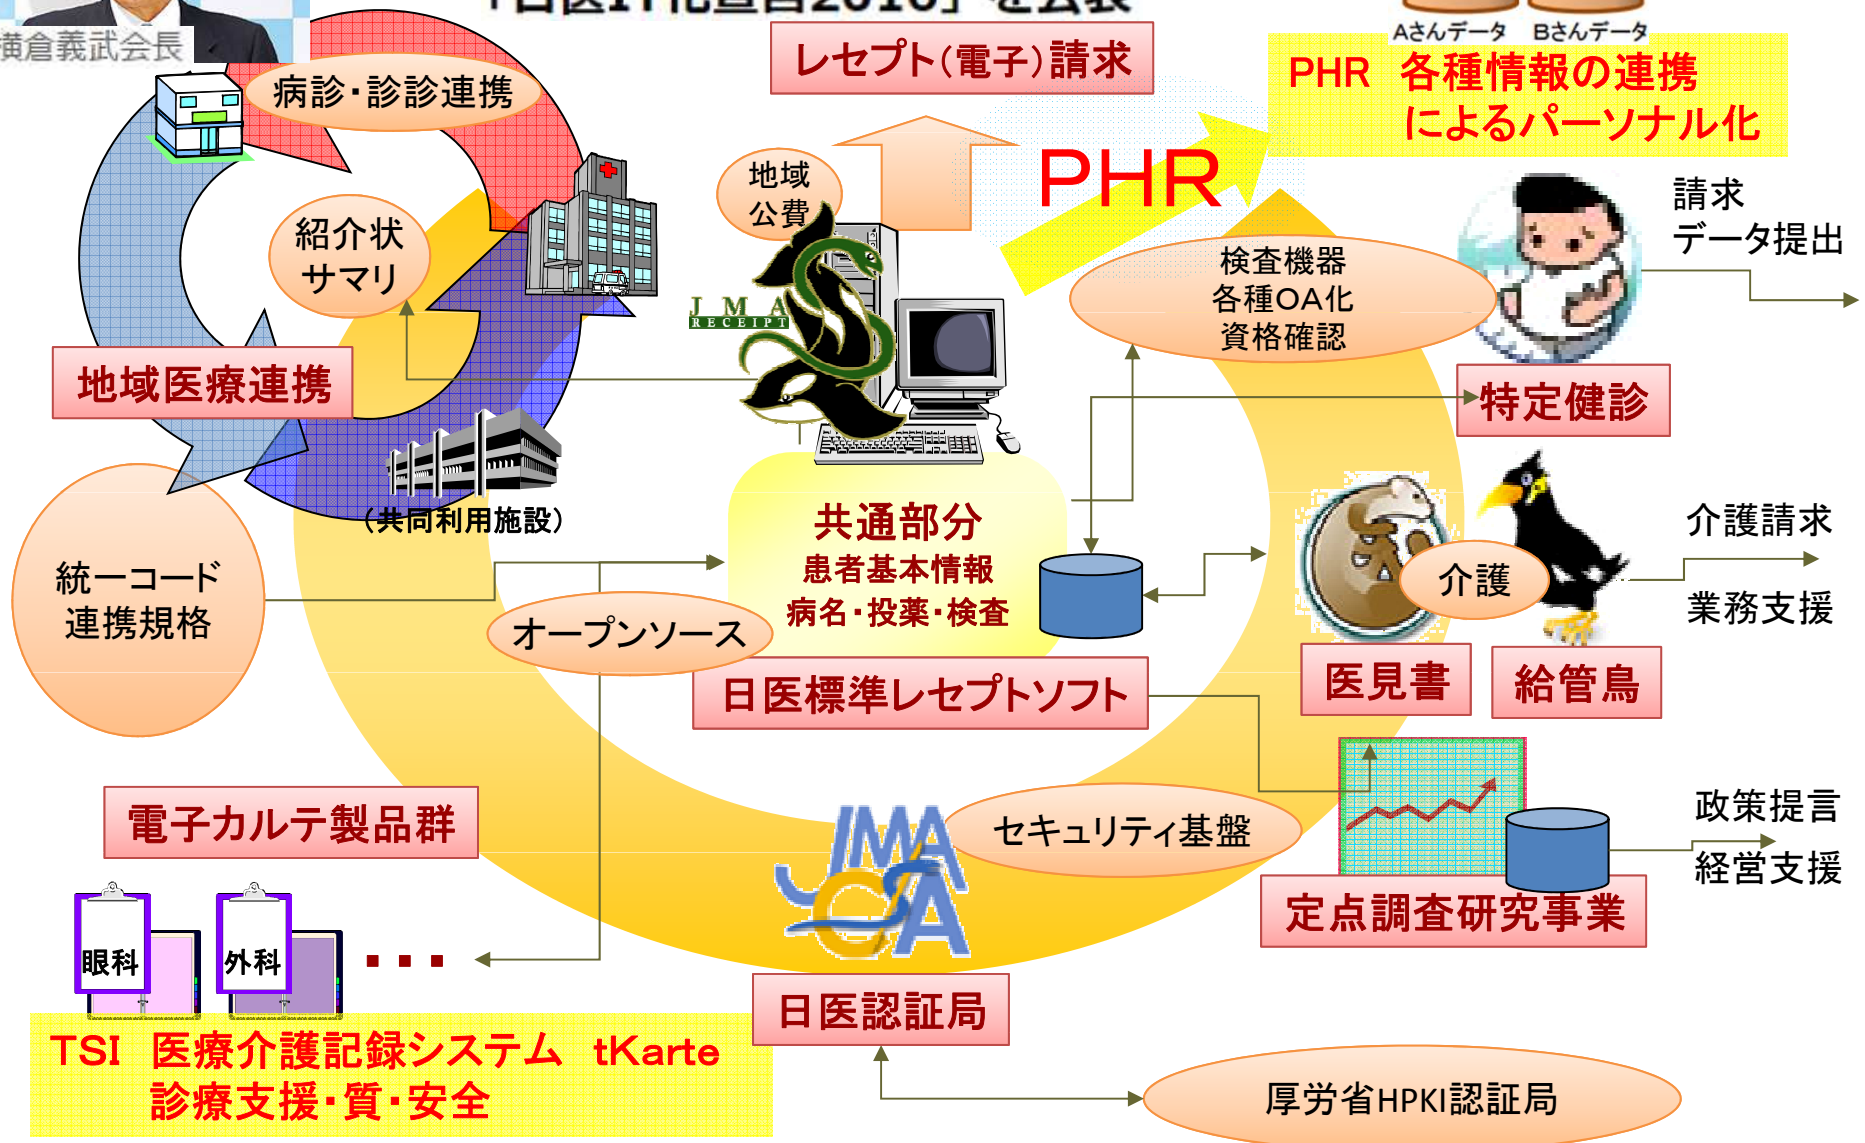 「日医IT化宣言2016」を公表
横倉義武会長
Aさんデータ Bさんデータ
レセプト(電子)請求
PHR 各種情報の連携
によるパーソナル化
病診・診診連携
PHR
地域
公費
請求
データ提出
紹介状
サマリ
検査機器
各種OA化
資格確認
JMA
RECEIPT
地域医療連携
特定健診
(共同利用施設)
共通部分
患者基本情報
病名・投薬・検査
統一コード
連携規格
オープンソース
介護
介護請求
業務支援
日医標準レセプトソフト
医見書
給管鳥
電子カルテ製品群
セキュリティ基盤
JMA
CA
政策提言
経営支援
定点調査研究事業
眼科
外科
・・・
日医認証局
TSI 医療介護記録システム tKarte
診療支援・質・安全
厚労省HPKI認証局